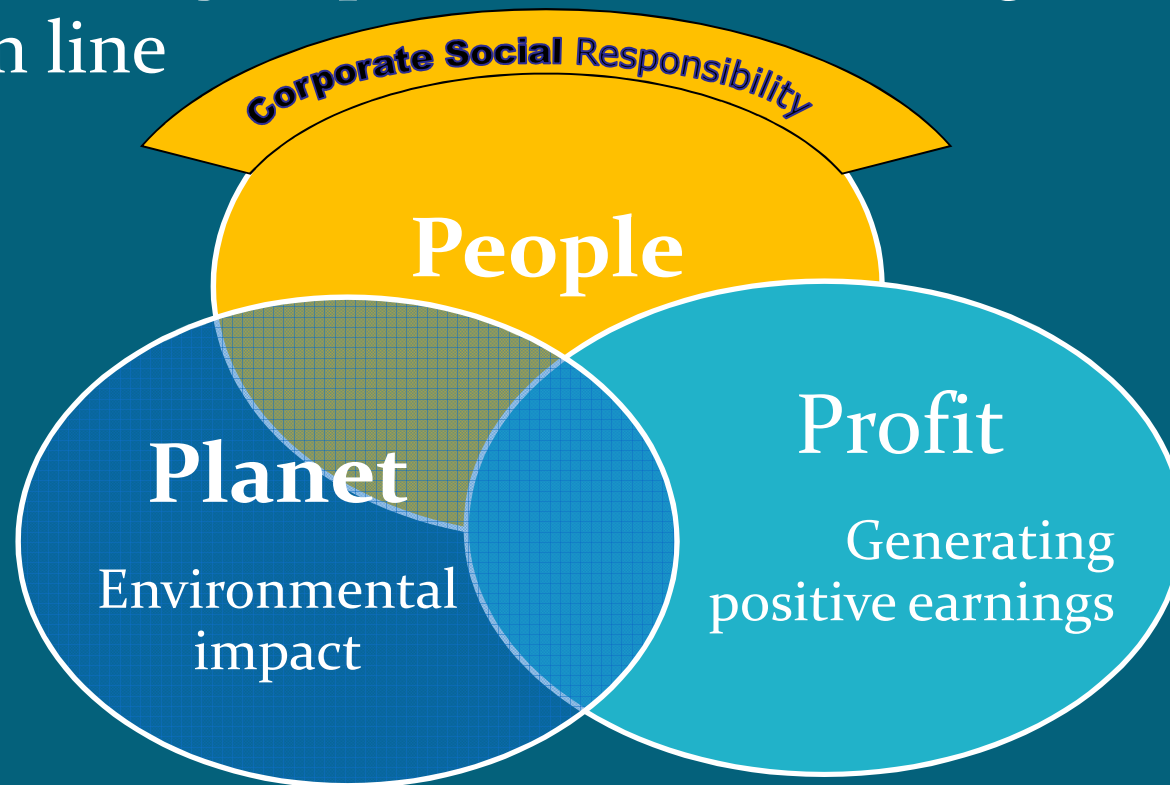 line
Corporate Social Responsibility
People
Planet
Profit
Environmental
impact
Generating
positive earnings